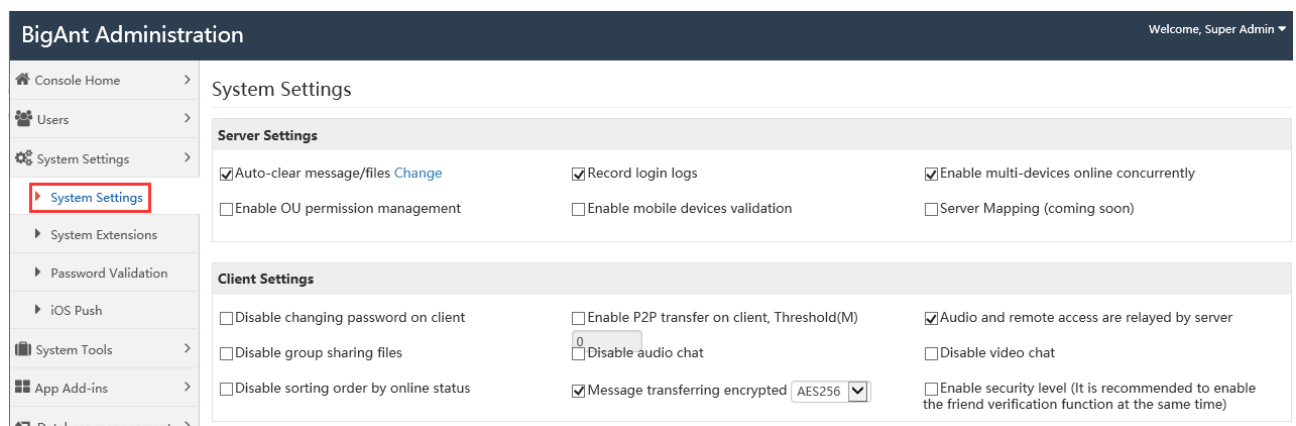 BigAnt Administration
Welcome, Super Admin
Console Home
Users
System Settings
System Settings
System Extensions
Password Validation
iOS Push
System Tools
App Add-ins
System Settings
Server Settings
Auto-clear message/files Change
Record login logs
Enable multi-devices online concurrently
Enable OU permission management
Enable mobile devices validation
Server Mapping (coming soon)
Client Settings
Disable changing password on client
Enable P2P transfer on client, Threshold(M)
0
Audio and remote access are relayed by server
Disable group sharing files
Disable audio chat
Disable video chat
Disable sorting order by online status
Message transferring encrypted AES256
Enable security level (It is recommended to enable
the friend verification function at the same time)